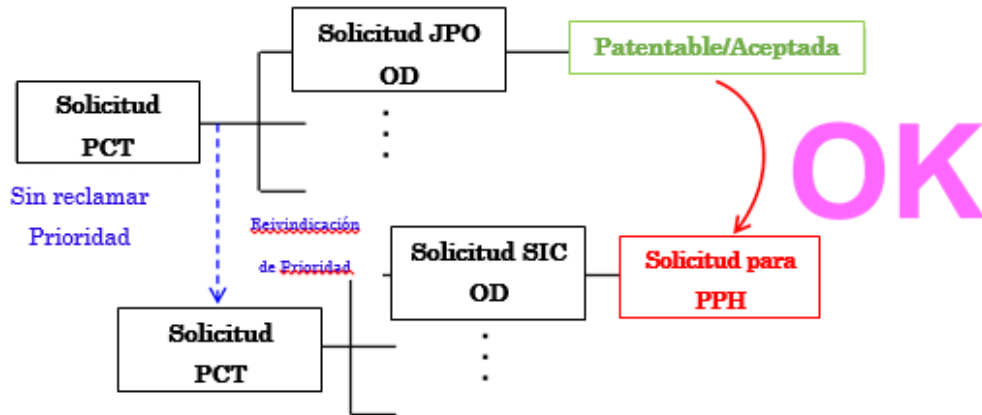 Solicitud JPO
OD
Patentable/Aceptada
Solicitud
PCT
OK
Sin reclamar
Prioridad
Reivindicación
de Prioridad
Solicitud SIC
OD
Solicitud para
PPH
Solicitud
PCT